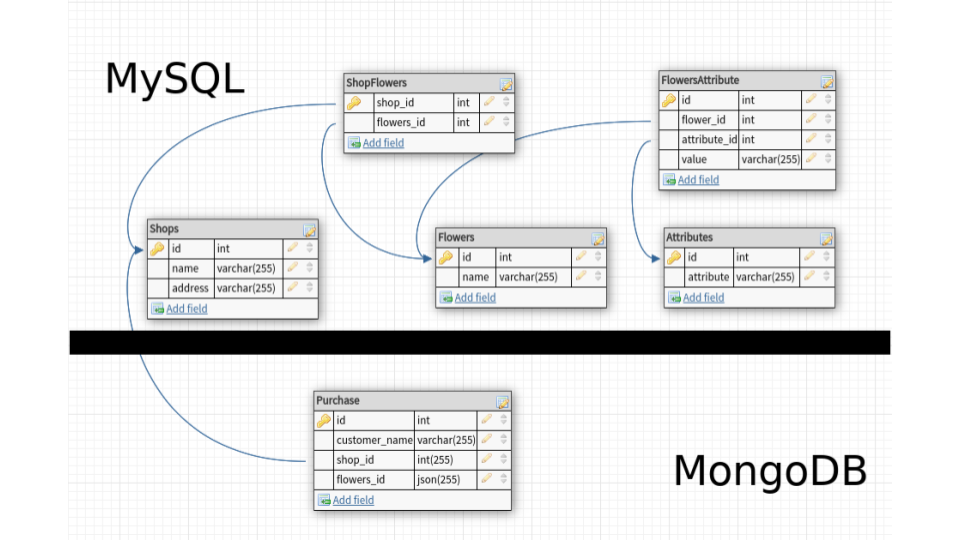 MySQL
ShopFlowers
shop_id int
flowers_id int
Add field
FlowersAttribute
id int
flower_id int
attribute_id int
value varchar(255)
Add field
Shops
id int
name varchar(255)
address varchar(255)
Add field
Flowers
id int
name varchar(255)
Add field
Attributes
id int
attribute varchar(255)
Add field
Purchase
id int
customer_name varchar(255)
shop_id int(255)
flowers_id json(255)
Add field
MongoDB